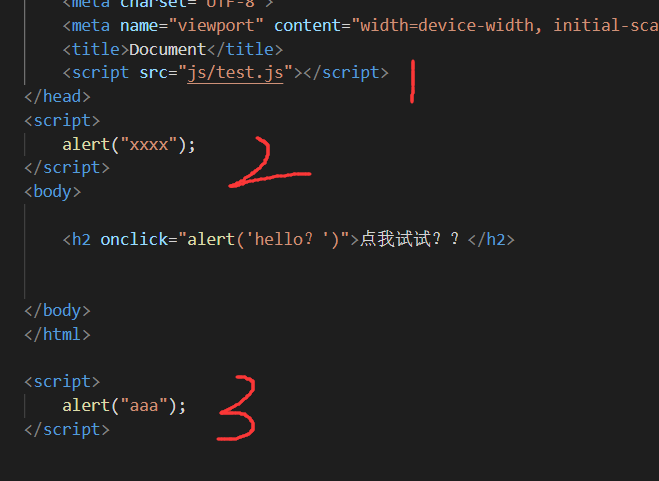 <meta charset="UTF-8">
<meta name="viewport" content="width=device-width, initial-sca
<title>Document</title>
<script src="js/test.js"></script>
1
</head>
<script>
alert("xxxx");
</script>
2
<body>
<h2 onclick="alert('hello？')">点我试试？？</h2>
</body>
</html>
<script>
alert("aaa");
3
</script>